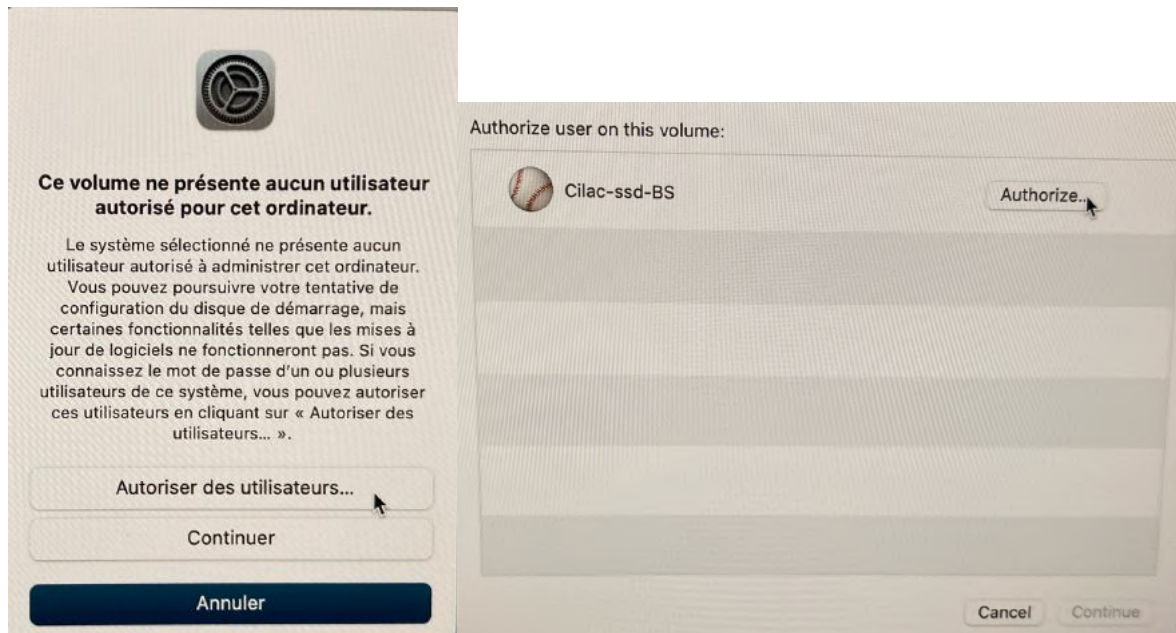 Ce volume ne présente aucun utilisateur
autorisé pour cet ordinateur.
Le système sélectionné ne présente aucun
utilisateur autorisé à administrer cet ordinateur.
Vous pouvez poursuivre votre tentative de
configuration du disque de démarrage, mais
certaines fonctionnalités telles que les mises à
jour de logiciels ne fonctionneront pas. Si vous
connaissez le mot de passe d'un ou plusieurs
utilisateurs de ce système, vous pouvez autoriser
ces utilisateurs en cliquant sur « Autoriser des
utilisateurs... ».
Autoriser des utilisateurs...
Continuer
Annuler
Authorize user on this volume:
Cilac-ssd-BS
Authorize...
Cancel
Continue